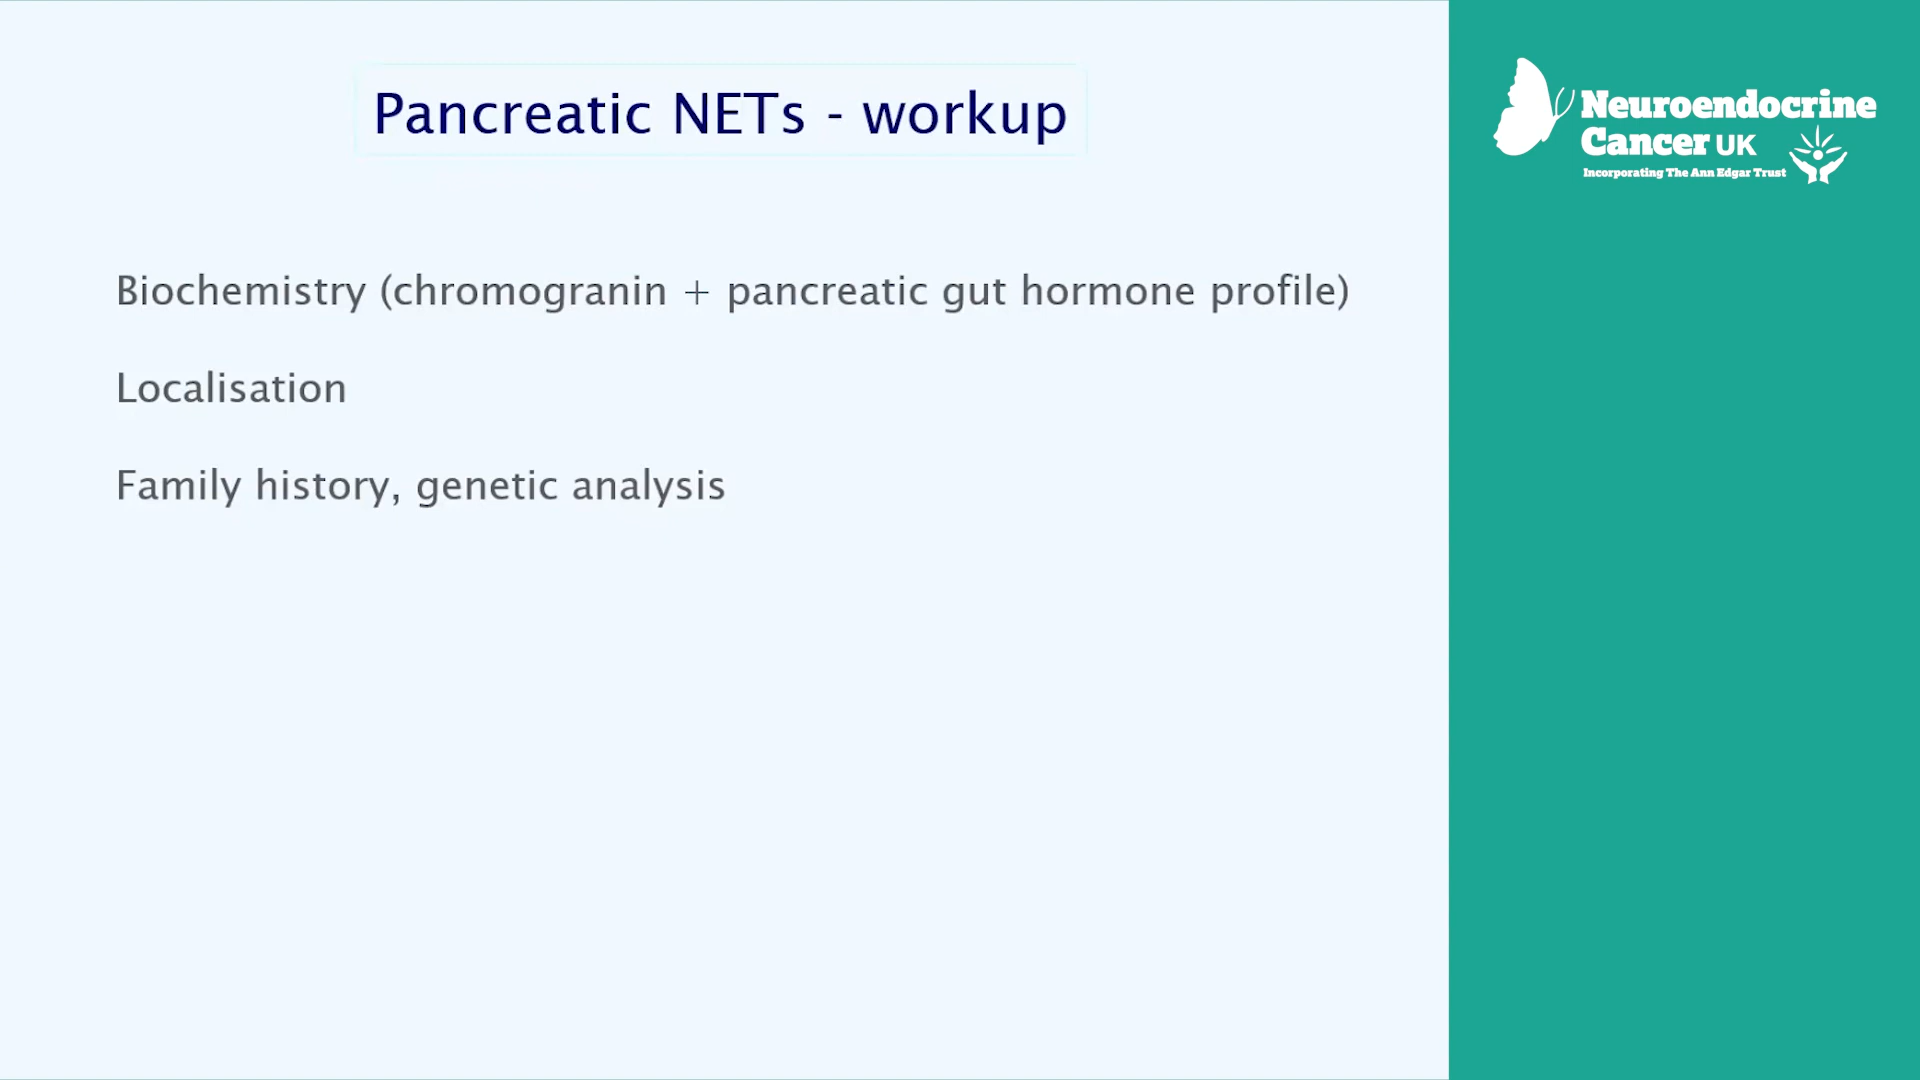 Pancreatic NETs - workup
Biochemistry (chromogranin + pancreatic gut hormone profile)
Localisation
Family history, genetic analysis
Neuroendocrine
Cancer UK
Incorporating The Ann Edgar Trust